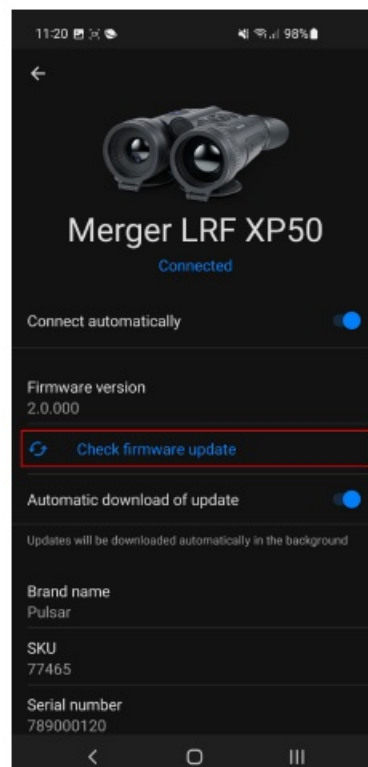 11:20 98%
Merger LRF XP50
Connected
Connect automatically
Firmware version
2.0.000
Check firmware update
Automatic download of update
Updates will be downloaded automatically in the background
Brand name
Pulsar
SKU
77465
Serial number
789000120